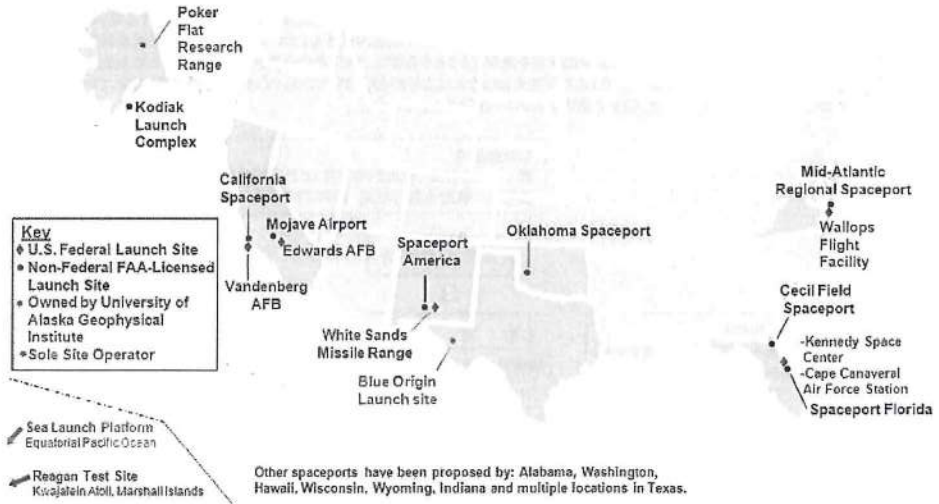 Poker
Flat
Research
Range
Kodiak
Launch
Complex
California
Spaceport
Mojave Airport
Edwards AFB
Vandenberg
AFB
Spaceport
America
Oklahoma Spaceport
White Sands
Missile Range
Blue Origin
Launch site
Mid-Atlantic
Regional Spaceport
Wallops
Flight
Facility
Cecil Field
Spaceport
-Kennedy Space
Center
-Cape Canaveral
Air Force Station
Spaceport Florida
Key
U.S. Federal Launch Site
Non-Federal FAA-Licensed
Launch Site
Owned by University of
Alaska Geophysical
Institute
Sole Site Operator
Sea Launch Platform
Equatorial Pacific Ocean
Reagan Test Site
Kwajalein Atoll, Marshall Islands
Other spaceports have been proposed by: Alabama, Washington,
Hawaii, Wisconsin, Wyoming, Indiana and multiple locations in Texas.